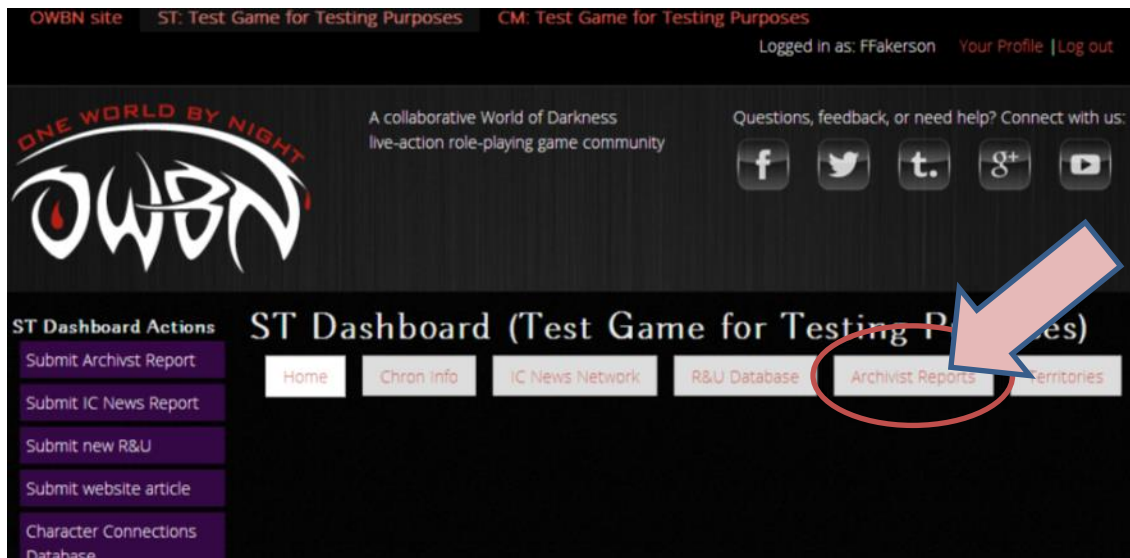 OWBN site ST: Test Game for Testing Purposes CM: Test Game for Testing Purposes
Logged in as: FFakerson Your Profile | Log out
ONE WORLD BY NIGHT
OWBN
A collaborative World of Darkness
live-action role-playing game community
Questions, feedback, or need help? Connect with us:
f t. g+
ST Dashboard Actions
Submit Archivst Report
Submit IC News Report
Submit new R&U
Submit website article
Character Connections
Database
ST Dashboard (Test Game for Testing P es)
Home Chron Info IC News Network R&U Database Archivist Reports Territories